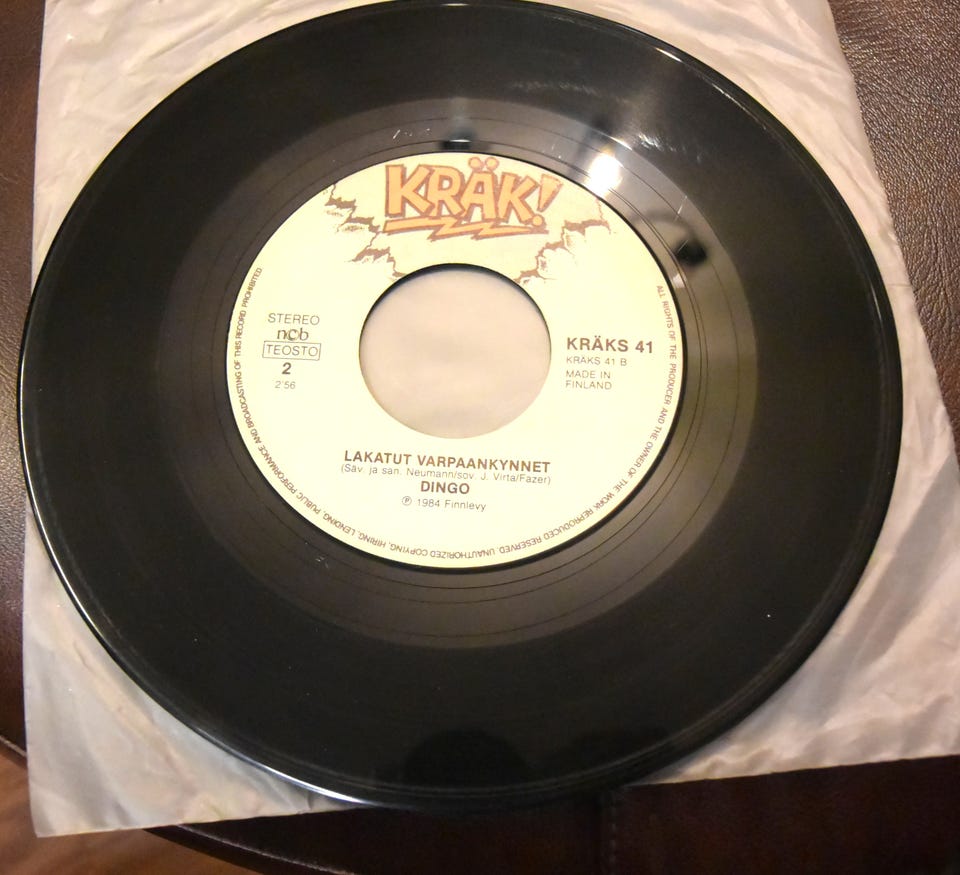 KRÄK!
STEREO
ncb
TEOSTO
2
2'56
KRÄKS 41
KRÄKS 41 B
MADE IN
FINLAND
LAKATUT VARPAANKYNNET
(Säv. ja san. Neumann/sov. J. Virta/Fazer)
DINGO
℗ 1984 Finnlevy
ALL RIGHTS OF THE PRODUCER AND THE OWNER OF THE WORK REPRODUCED RESERVED. UNAUTHORIZED COPYING, HIRING, LENDING, PUBLIC PERFORMANCE AND BROADCASTING OF THIS RECORD PROHIBITED